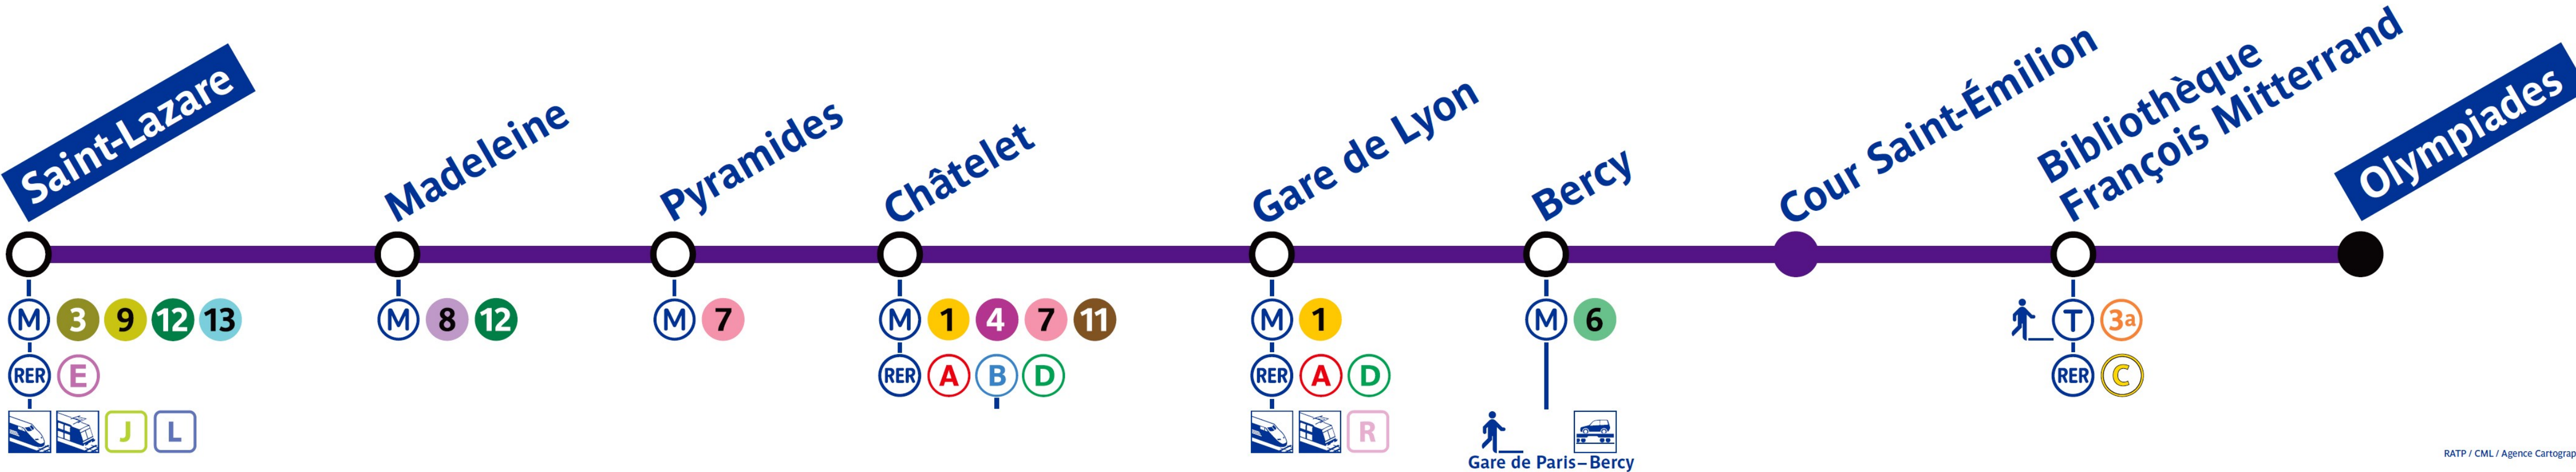 Saint-Lazare
Madeleine
Pyramides
Châtelet
Gare de Lyon
Bercy
Cour Saint-Émilion
Bibliothèque
François Mitterrand
Olympiades
M 3 9 12 13
RER E
J L
M 8 12
M 7
M 1 4 7 11
RER A B D
M 1
RER A D
R
M 6
Gare de Paris–Bercy
T 3a
RER C
RATP / CML / Agence Cartograp